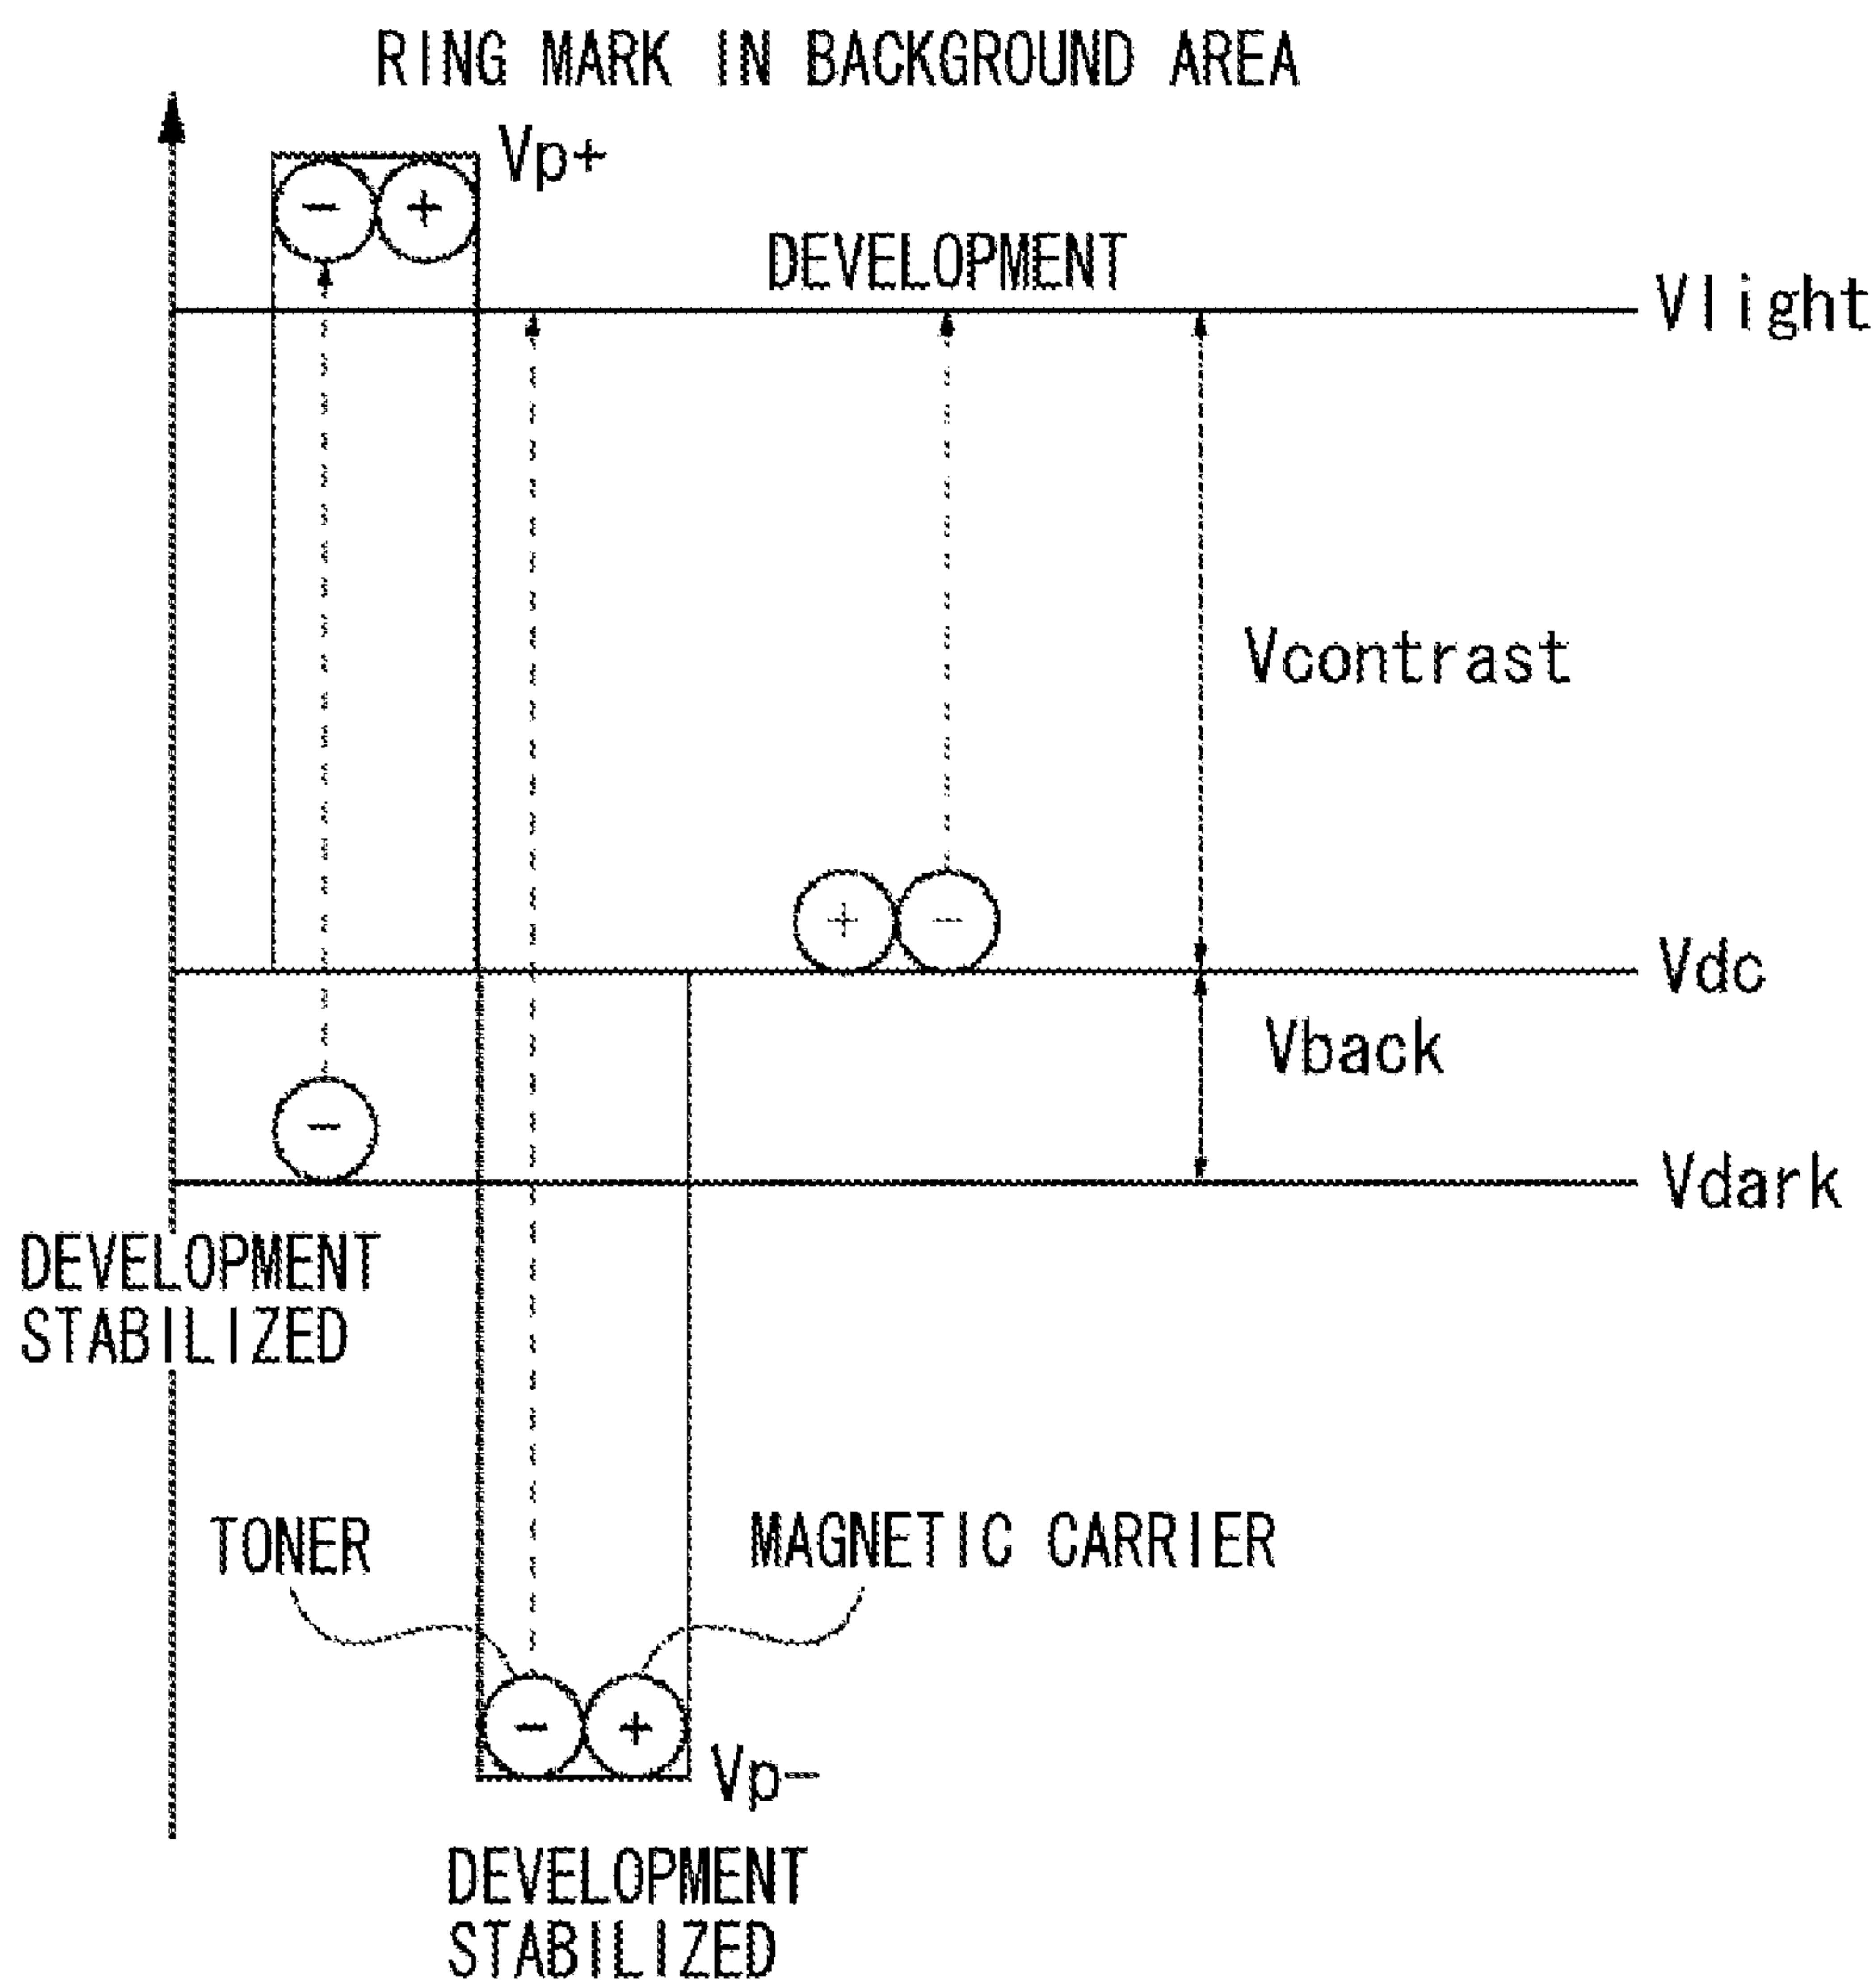 RING MARK IN BACKGROUND AREA
Vp+
− +
DEVELOPMENT
Vlight
Vcontrast
+ −
Vdc
Vback
−
Vdark
DEVELOPMENT
STABILIZED
TONER
MAGNETIC CARRIER
− +
Vp−
DEVELOPMENT
STABILIZED